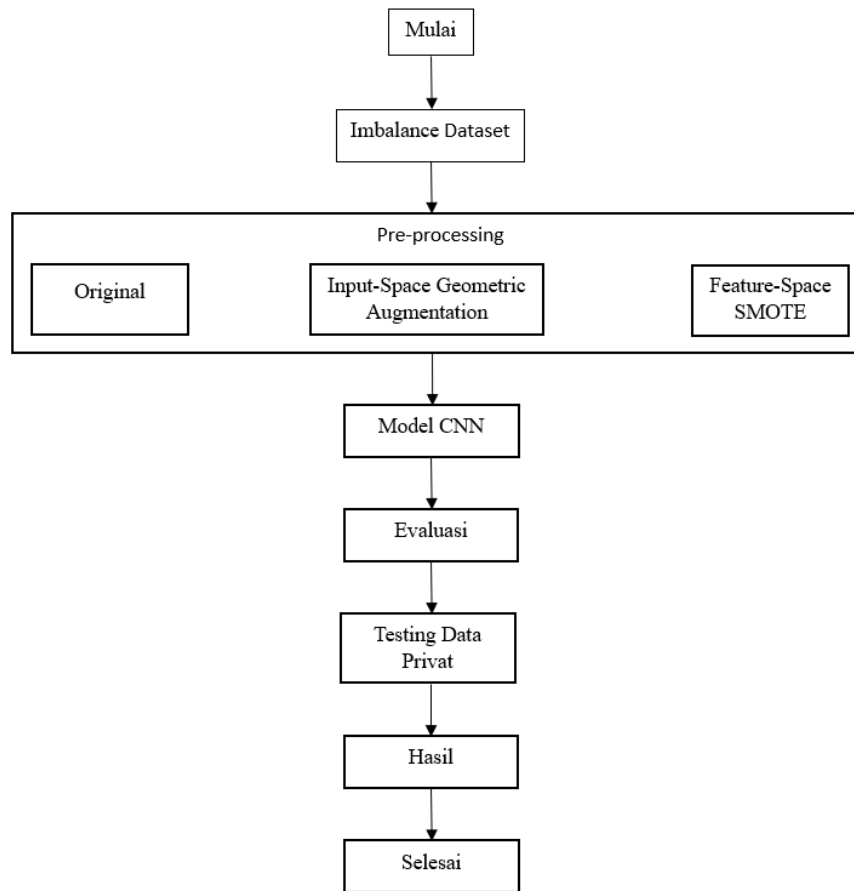 Mulai
Imbalance Dataset
Pre-processing
Original
Input-Space Geometric
Augmentation
Feature-Space
SMOTE
Model CNN
Evaluasi
Testing Data
Privat
Hasil
Selesai